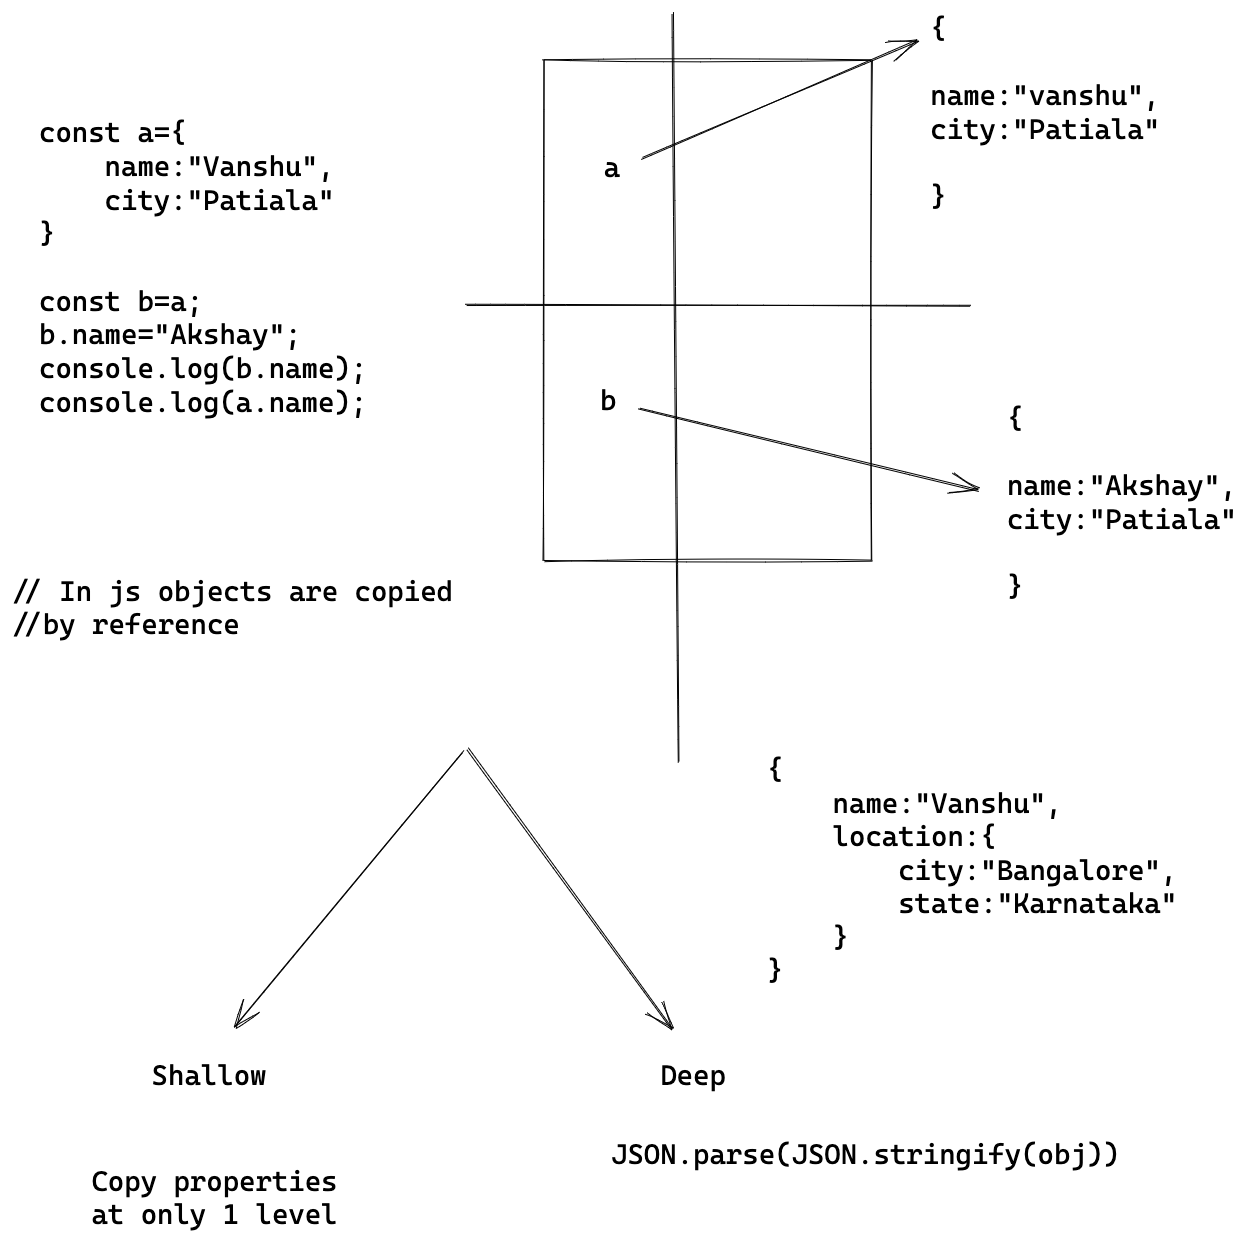 const a={
    name:"Vanshu",
    city:"Patiala"
}
const b=a;
b.name="Akshay";
console.log(b.name);
console.log(a.name);
a
{
name:"vanshu",
city:"Patiala"
}
b
{
name:"Akshay",
city:"Patiala"
}
// In js objects are copied
//by reference
{
    name:"Vanshu",
    location:{
        city:"Bangalore",
        state:"Karnataka"
    }
}
Shallow
Copy properties
at only 1 level
Deep
JSON.parse(JSON.stringify(obj))